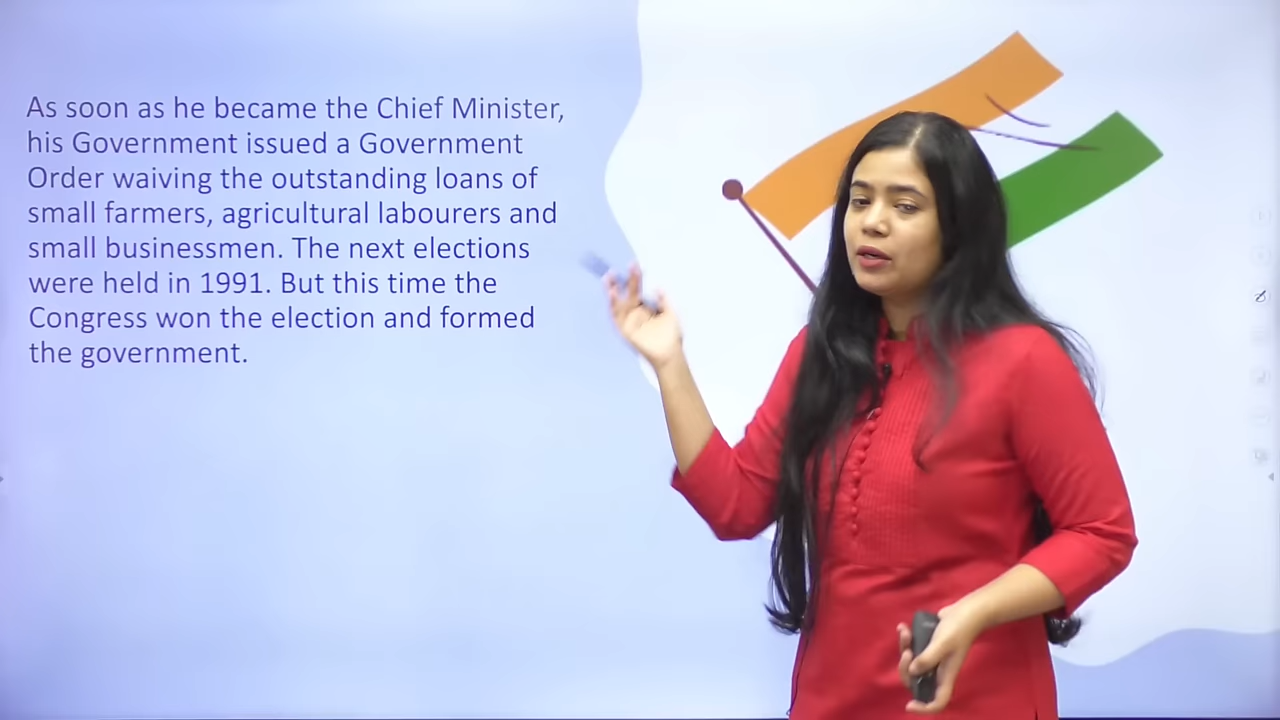 As soon as he became the Chief Minister,
his Government issued a Government
Order waiving the outstanding loans of
small farmers, agricultural labourers and
small businessmen. The next elections
were held in 1991. But this time the
Congress won the election and formed
the government.